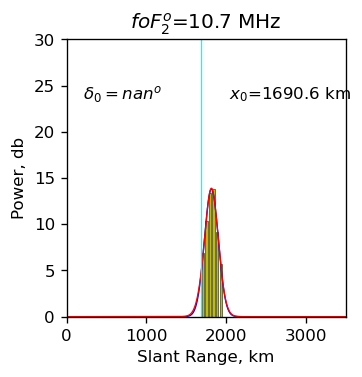 foF₂ᵒ=10.7 MHz
30
δ₀ = nanᵒ
x₀=1690.6 km
25
20
15
10
5
0
Power, db
0 1000 2000 3000
Slant Range, km